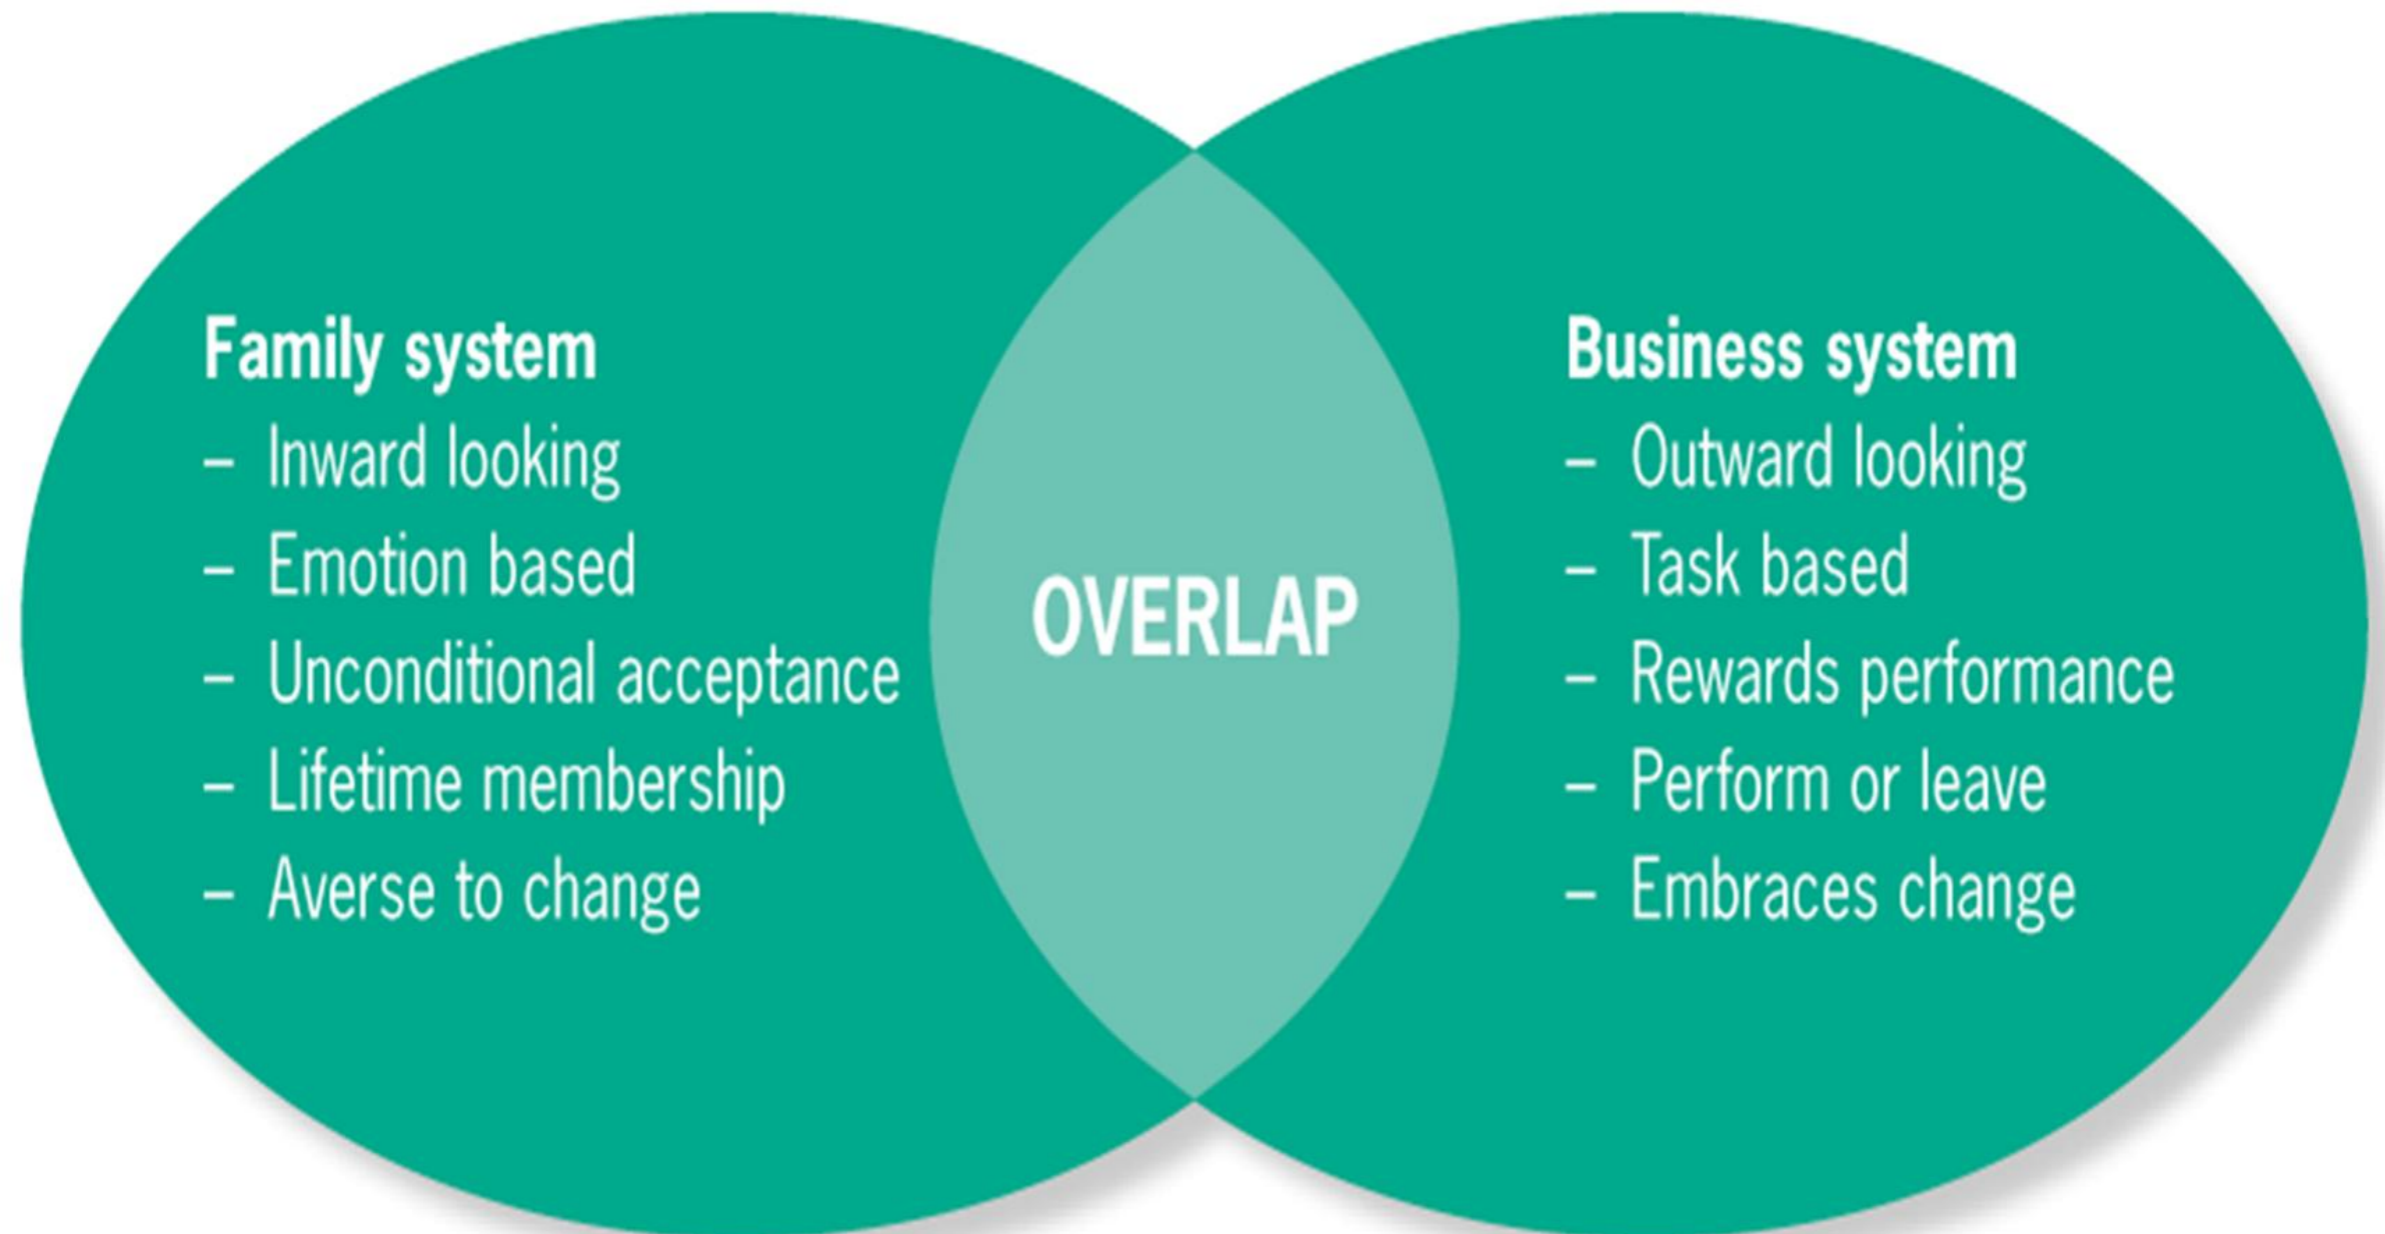 Family system
– Inward looking
– Emotion based
– Unconditional acceptance
– Lifetime membership
– Averse to change
OVERLAP
Business system
– Outward looking
– Task based
– Rewards performance
– Perform or leave
– Embraces change